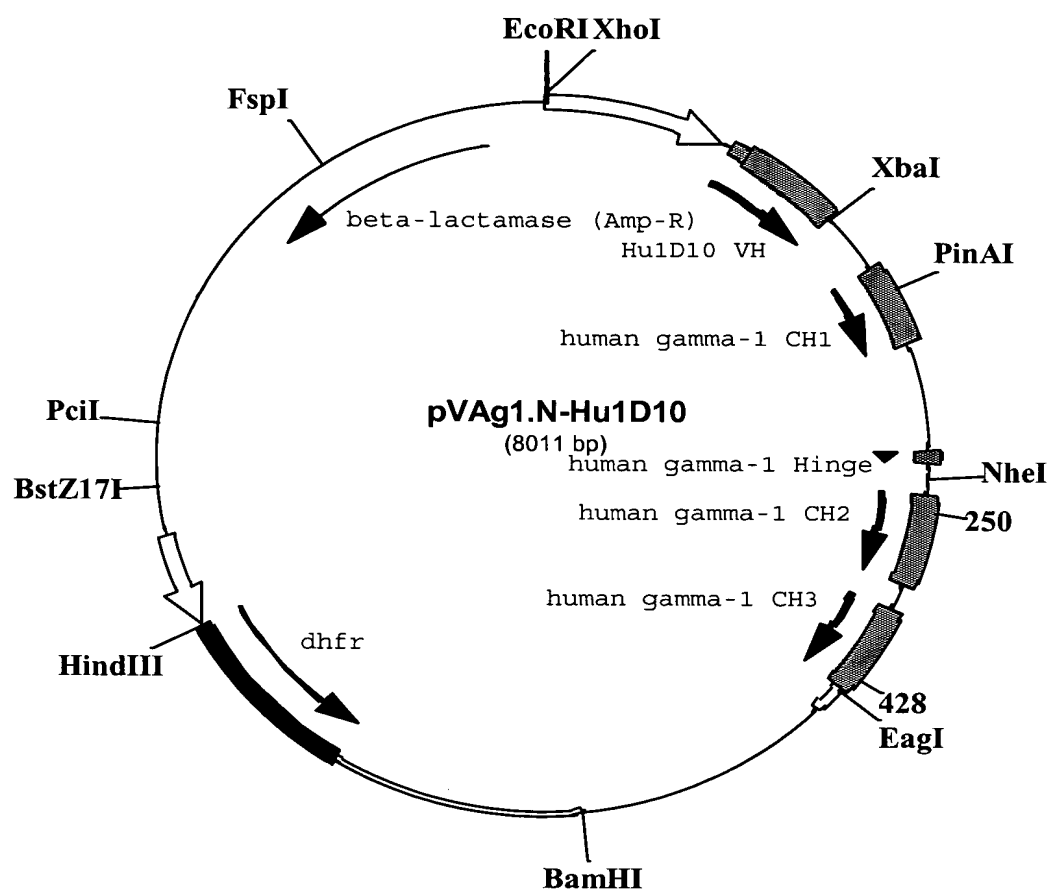 EcoRI XhoI
FspI
XbaI
beta-lactamase (Amp-R)
Hu1D10 VH
PinAI
human gamma-1 CH1
PciI
pVAg1.N-Hu1D10
(8011 bp)
human gamma-1 Hinge
NheI
BstZ17I
human gamma-1 CH2
250
human gamma-1 CH3
dhfr
HindIII
428
EagI
BamHI